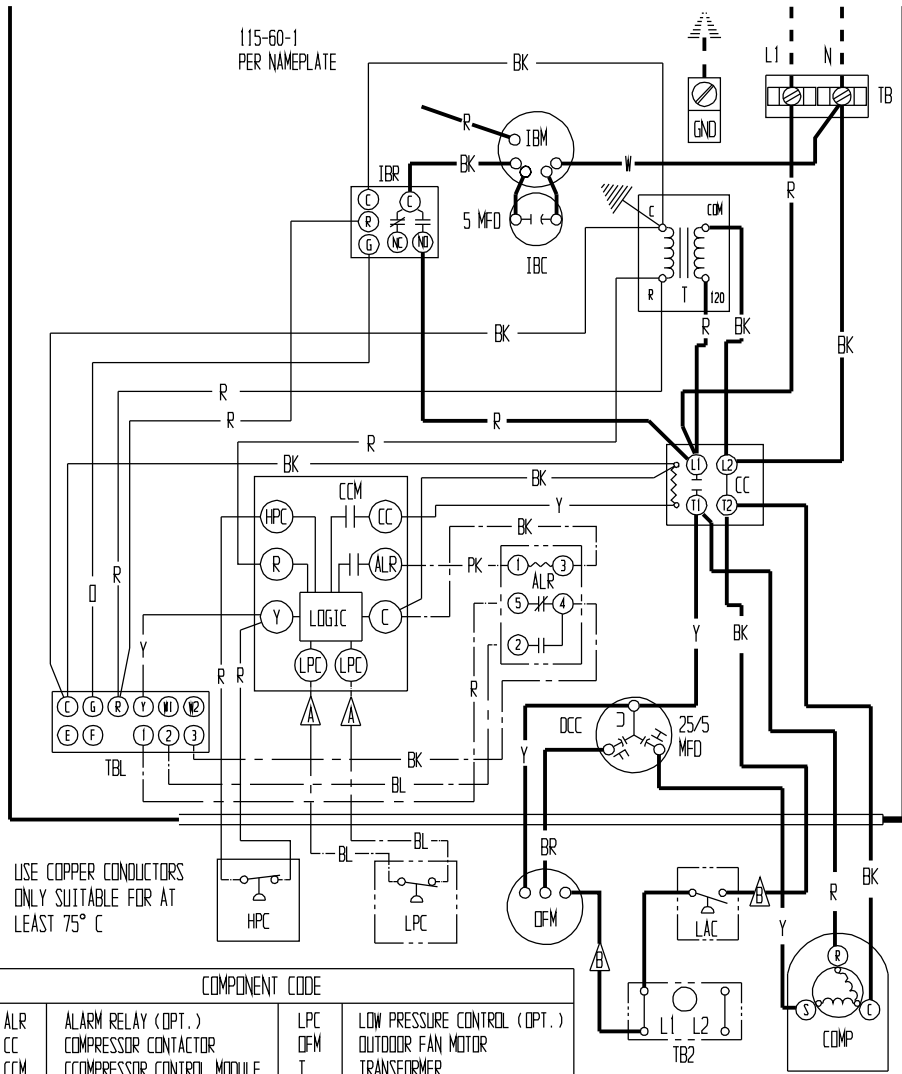 115-60-1
PER NAMEPLATE
BK
L1 N
TB
GND
R
IBM
BK
W
R
IBR
C
R
G
C
NC NO
5 MFD
IBC
C COM
R T 120
R BK
BK
BK
R
R
R
R
BK
L1 L2
CC
T1 T2
BK
Y
BK
CCM
HPC CC
R ALR
PK
1 3
ALR
5 4
2
Y LOGIC C
LPC LPC
O R Y
R R
R
Y BK
A A
C G R Y W1 W2
E F 1 2 3
TBL
BK
BL
OCC
C
F H
25/5
MFD
Y
BR
BL BL
USE COPPER CONDUCTORS
ONLY SUITABLE FOR AT
LEAST 75° C
HPC
LPC
OFM
LAC
B
B
Y R BK
R
S C
COMP
L1 L2
TB2
COMPONENT CODE
ALR ALARM RELAY (OPT.) LPC LOW PRESSURE CONTROL (OPT.)
CC COMPRESSOR CONTACTOR OFM OUTDOOR FAN MOTOR
CCM CCOMPRESSOR CONTROL MODULE T TRANSFORMER